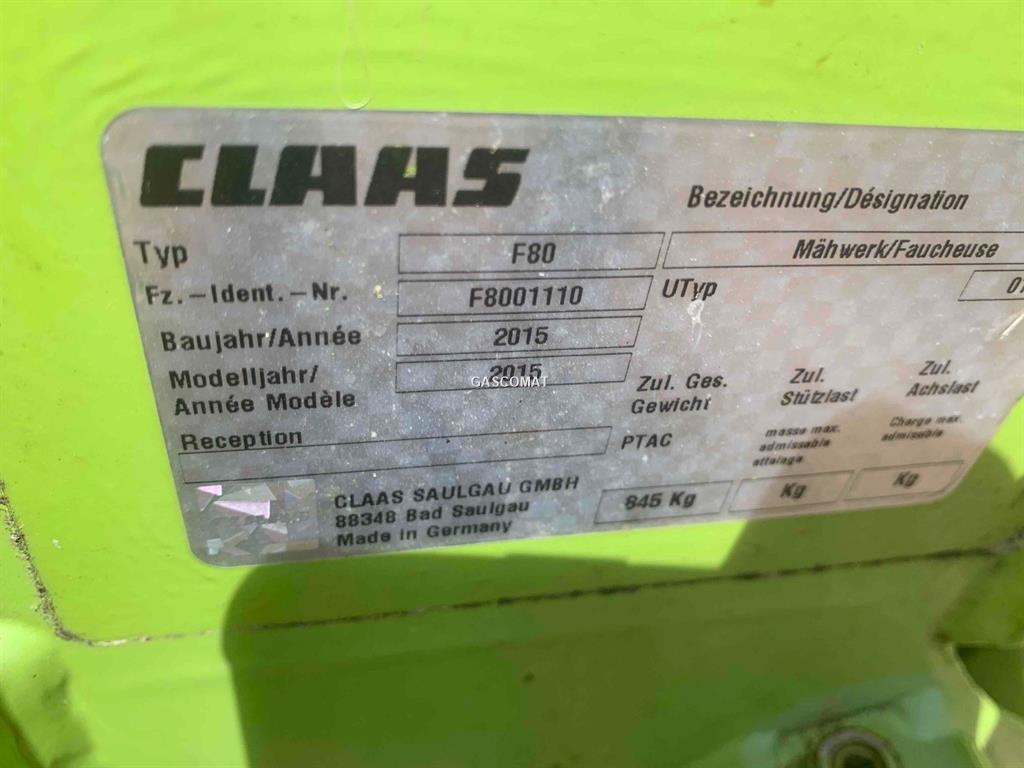 CLAAS
Bezeichnung/Désignation
Typ F80 Mähwerk/Faucheuse
Fz.-Ident.-Nr. F8001110 UTyp
Baujahr/Année 2015
Modelljahr/ 2015
Année Modèle
GASCOMAT
Zul. Ges.
Gewicht
Zul.
Stützlast
Zul.
Achslast
Reception
PTAC
masse max.
admissable
attelage
Charge max.
admissible
CLAAS SAULGAU GMBH
88348 Bad Saulgau
Made in Germany
845 Kg Kg Kg